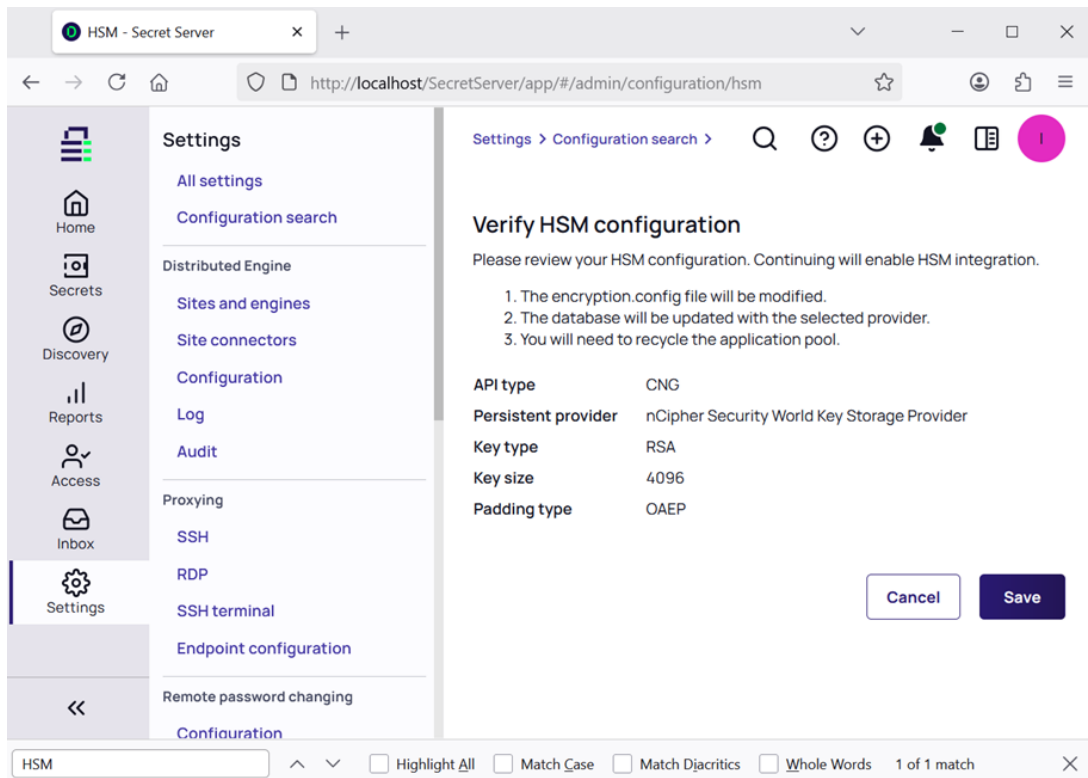 HSM - Secret Server
http://localhost/SecretServer/app/#/admin/configuration/hsm
Home
Secrets
Discovery
Reports
Access
Inbox
Settings
Settings
All settings
Configuration search
Distributed Engine
Sites and engines
Site connectors
Configuration
Log
Audit
Proxying
SSH
RDP
SSH terminal
Endpoint configuration
Remote password changing
Configuration
Settings > Configuration search >
I
Verify HSM configuration
Please review your HSM configuration. Continuing will enable HSM integration.
1. The encryption.config file will be modified.
2. The database will be updated with the selected provider.
3. You will need to recycle the application pool.
API type CNG
Persistent provider nCipher Security World Key Storage Provider
Key type RSA
Key size 4096
Padding type OAEP
Cancel Save
HSM Highlight All Match Case Match Diacritics Whole Words 1 of 1 match